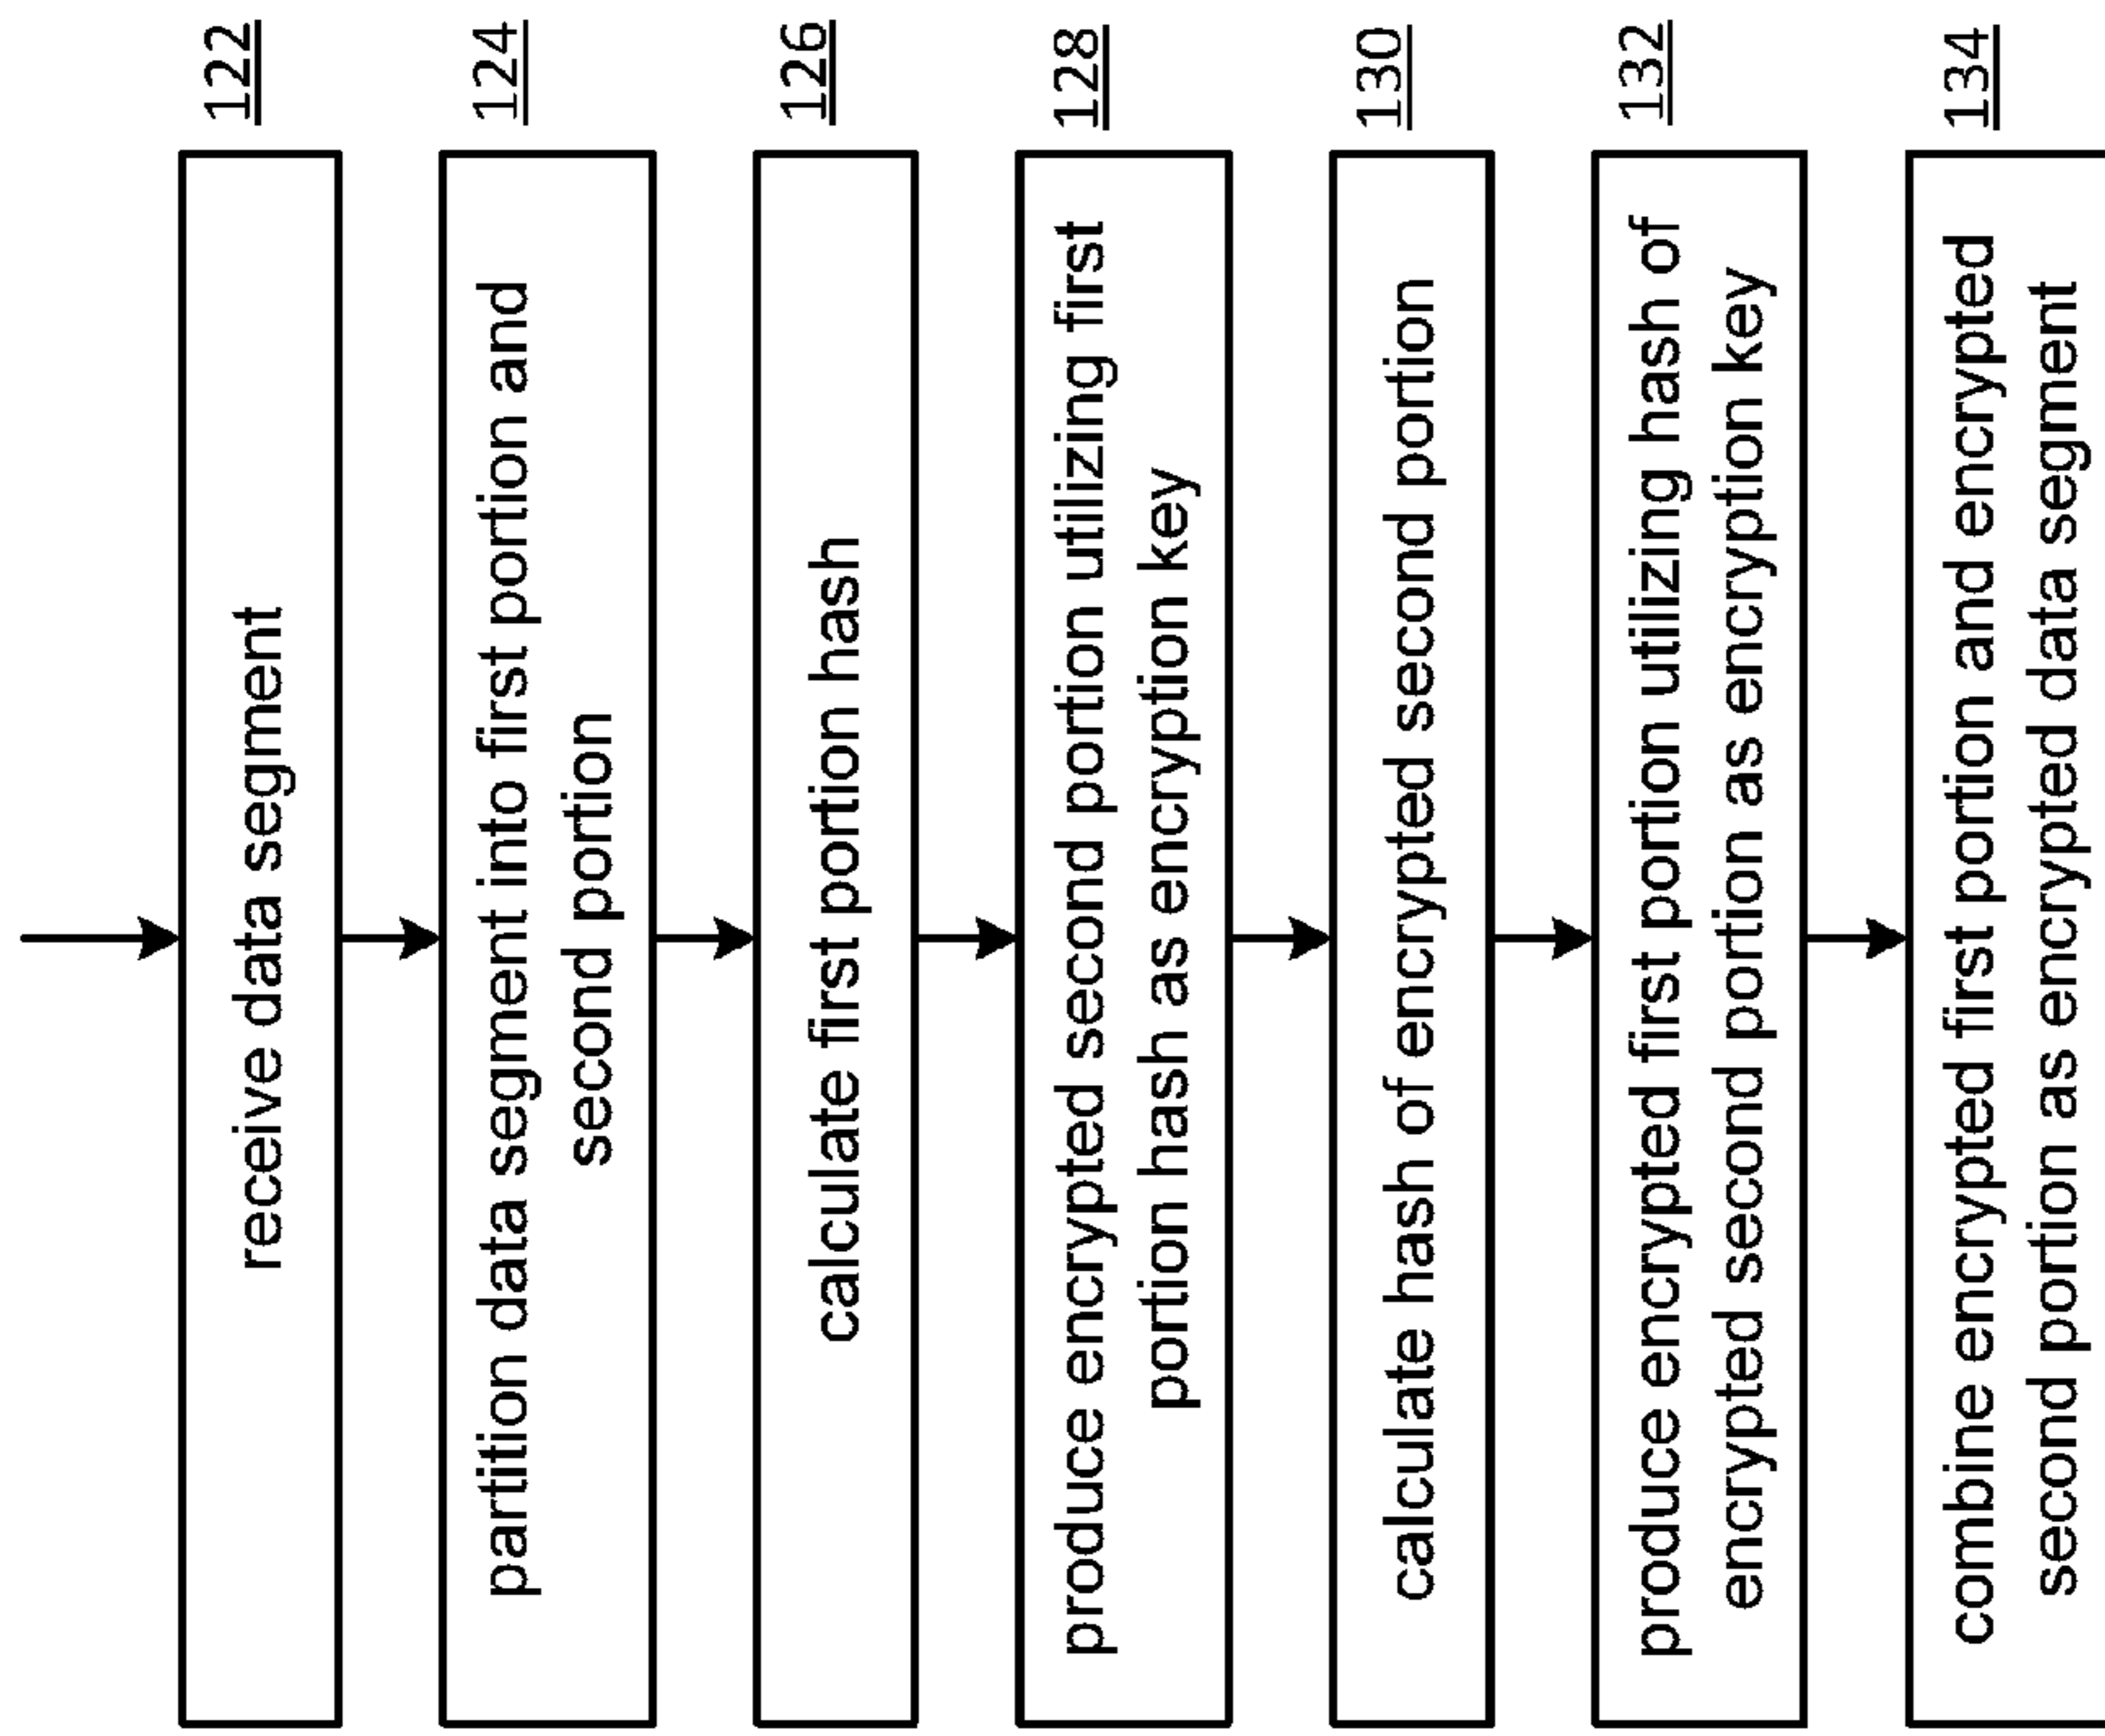 receive data segment
122
partition data segment into first portion and
second portion
124
calculate first portion hash
126
produce encrypted second portion utilizing first
portion hash as encryption key
128
calculate hash of encrypted second portion
130
produce encrypted first portion utilizing hash of
encrypted second portion as encryption key
132
combine encrypted first portion and encrypted
second portion as encrypted data segment
134